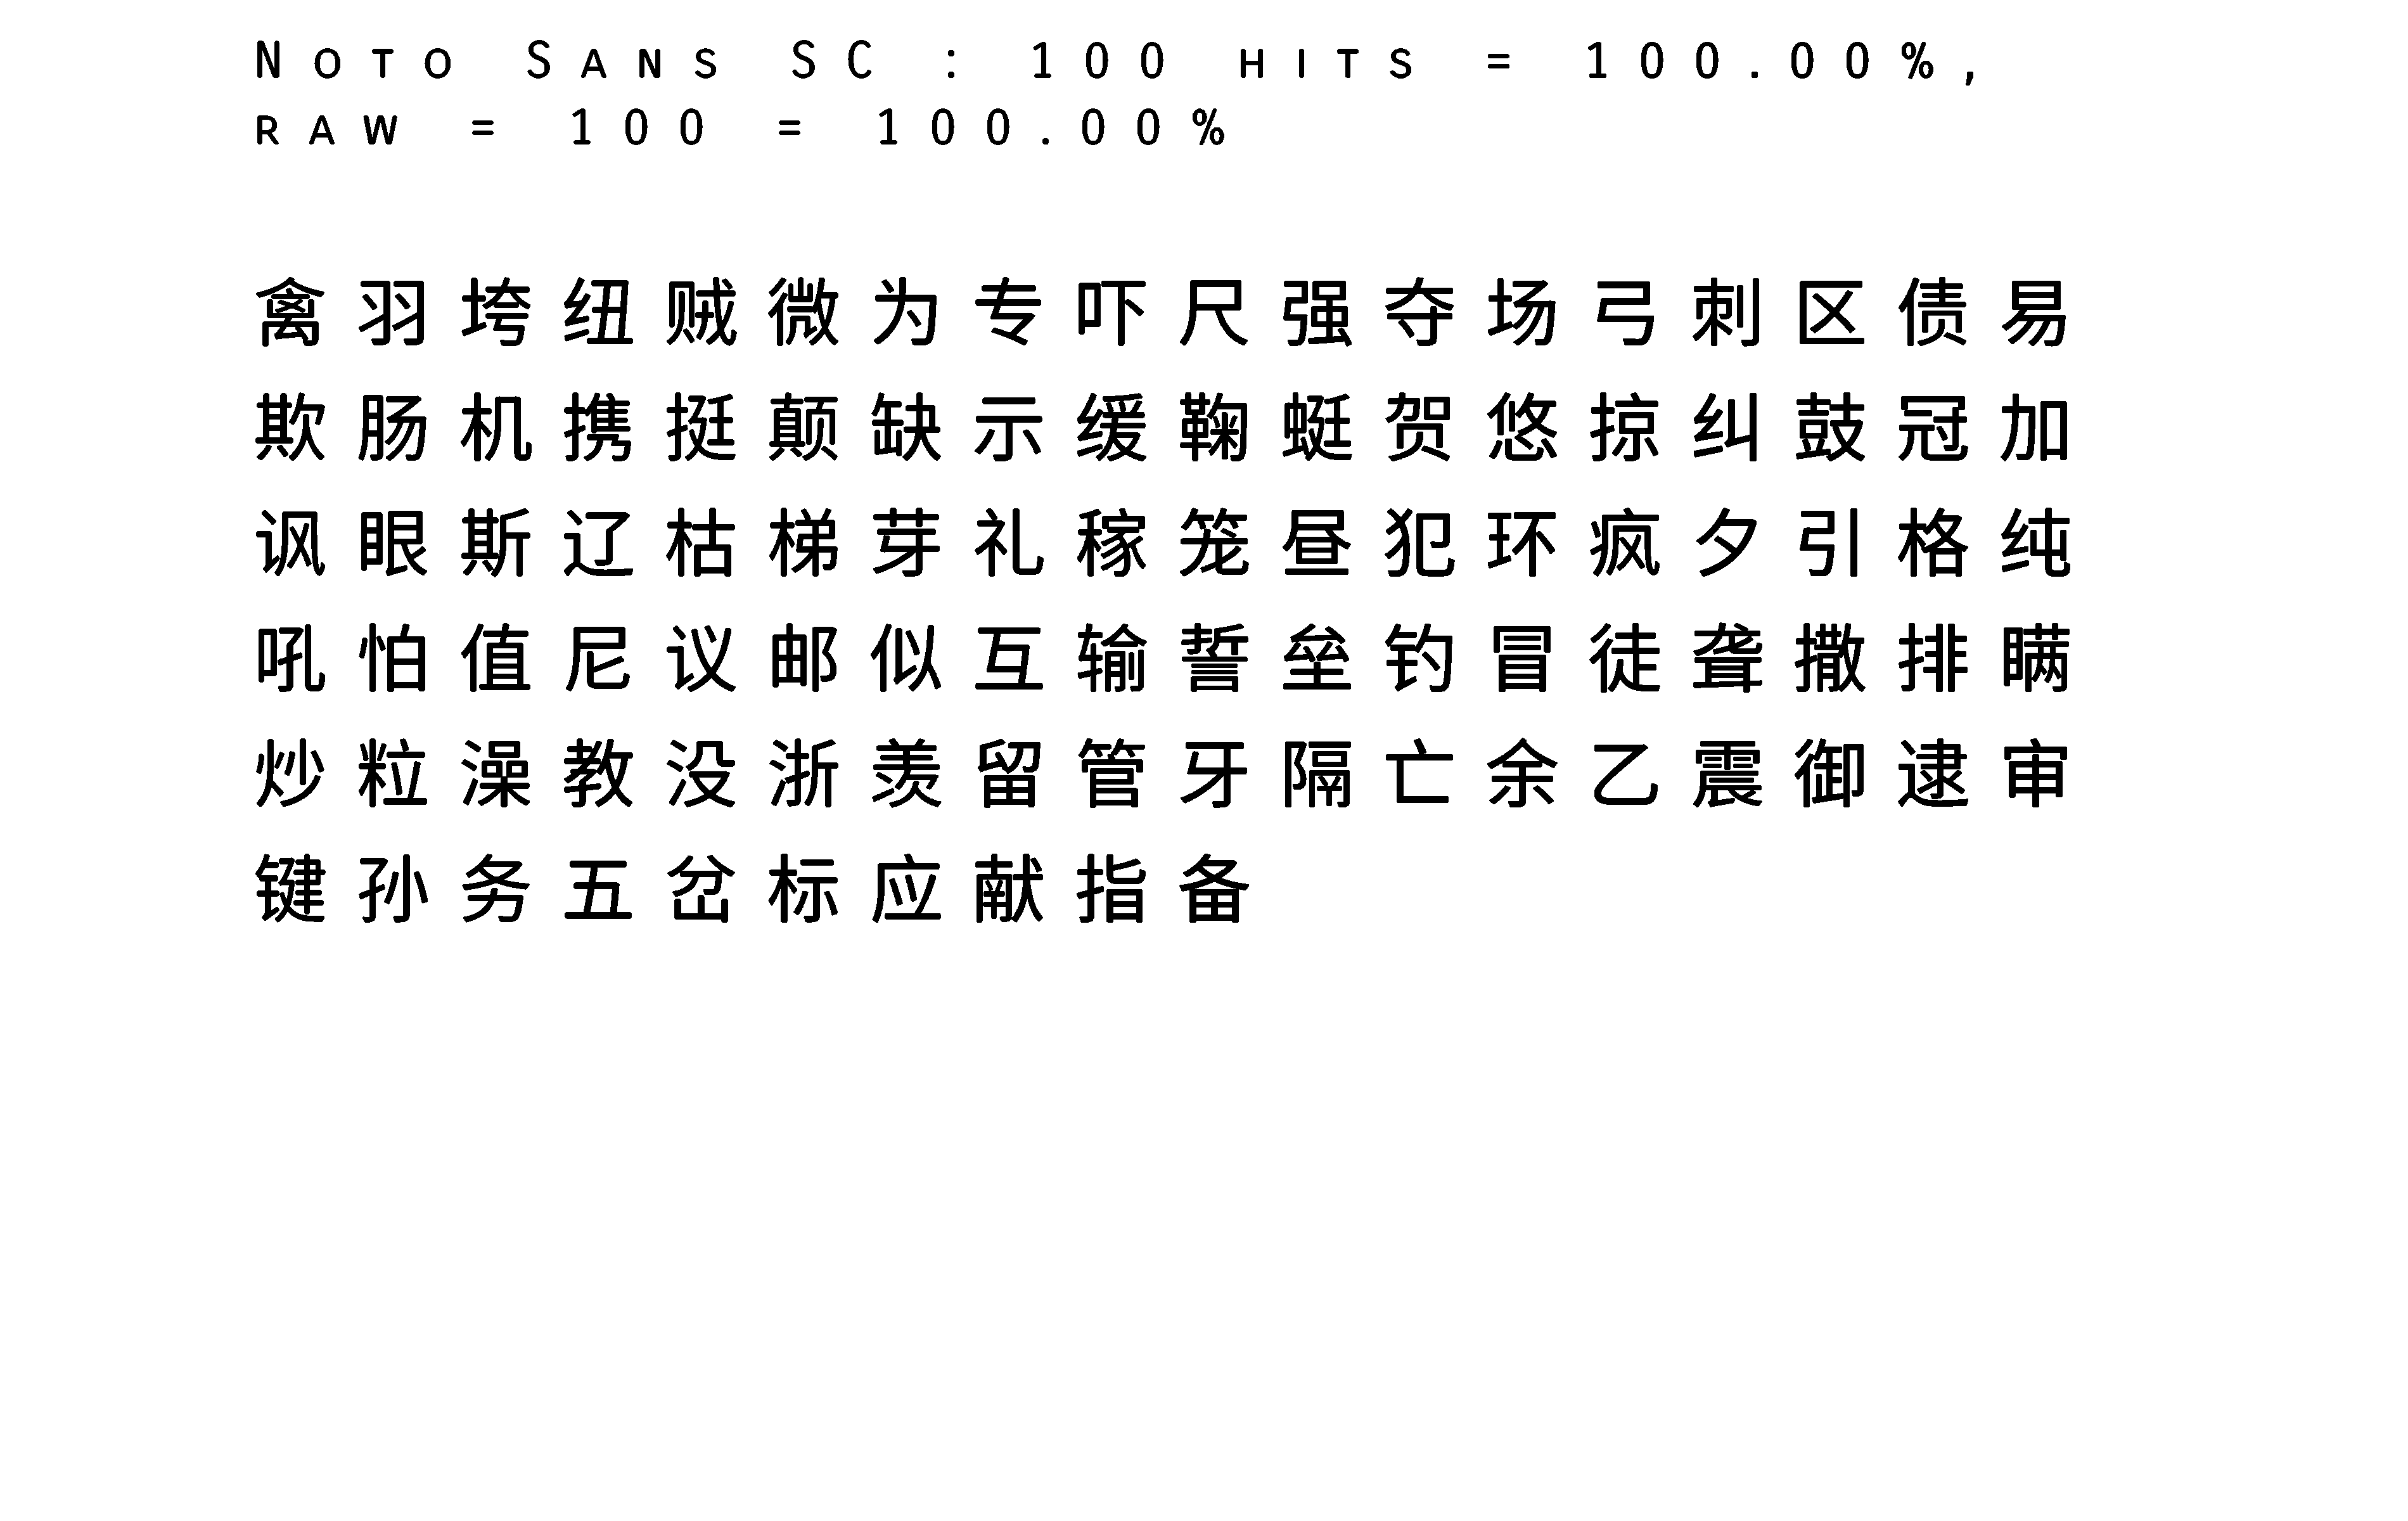 Noto Sans SC : 100 hits = 100.00%,
raw = 100 = 100.00%
禽羽垮纽贼微为专吓尺强夺场弓刺区债易
欺肠机携挺颠缺示缓鞠蜓贺悠掠纠鼓冠加
讽眼斯辽枯梯芽礼稼笼昼犯环疯夕引格纯
吼怕值尼议邮似互输誓垒钓冒徒聋撒排瞒
炒粒澡教没浙羡留管牙隔亡余乙震御逮审
键孙务五岔标应献指备